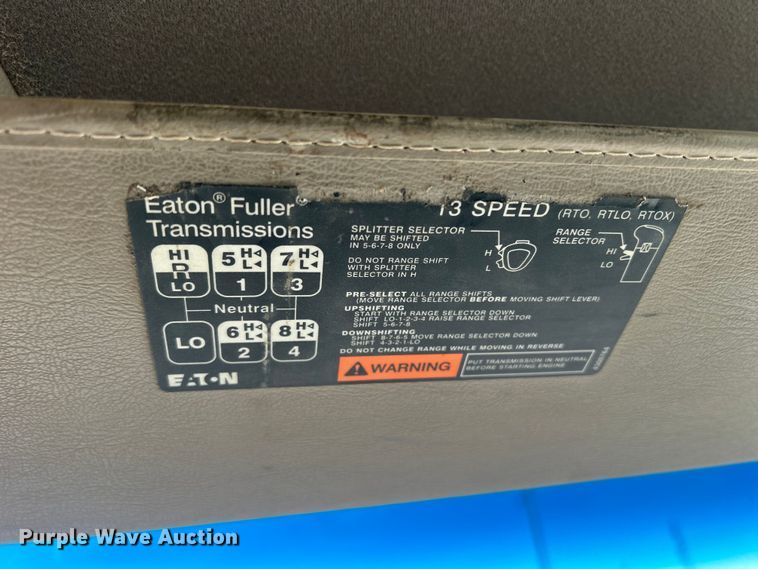 Eaton® Fuller®
Transmissions
13 SPEED (RTO, RTLO, RTOX)
SPLITTER SELECTOR
MAY BE SHIFTED
IN 5-6-7-8 ONLY
DO NOT RANGE SHIFT
WITH SPLITTER
SELECTOR IN H
H
L
RANGE
SELECTOR
HI
LO
HI
R
LO
5 H
L
1
7 H
L
3
Neutral
LO
6 H
L
2
8 H
L
4
PRE-SELECT ALL RANGE SHIFTS
(MOVE RANGE SELECTOR BEFORE MOVING SHIFT LEVER)
UPSHIFTING
START WITH RANGE SELECTOR DOWN
SHIFT LO-1-2-3-4 RAISE RANGE SELECTOR
SHIFT 5-6-7-8
DOWNSHIFTING
SHIFT 8-7-6-5 MOVE RANGE SELECTOR DOWN
SHIFT 4-3-2-1-LO
DO NOT CHANGE RANGE WHILE MOVING IN REVERSE
WARNING
PUT TRANSMISSION IN NEUTRAL
BEFORE STARTING ENGINE
EATON
Purple Wave Auction